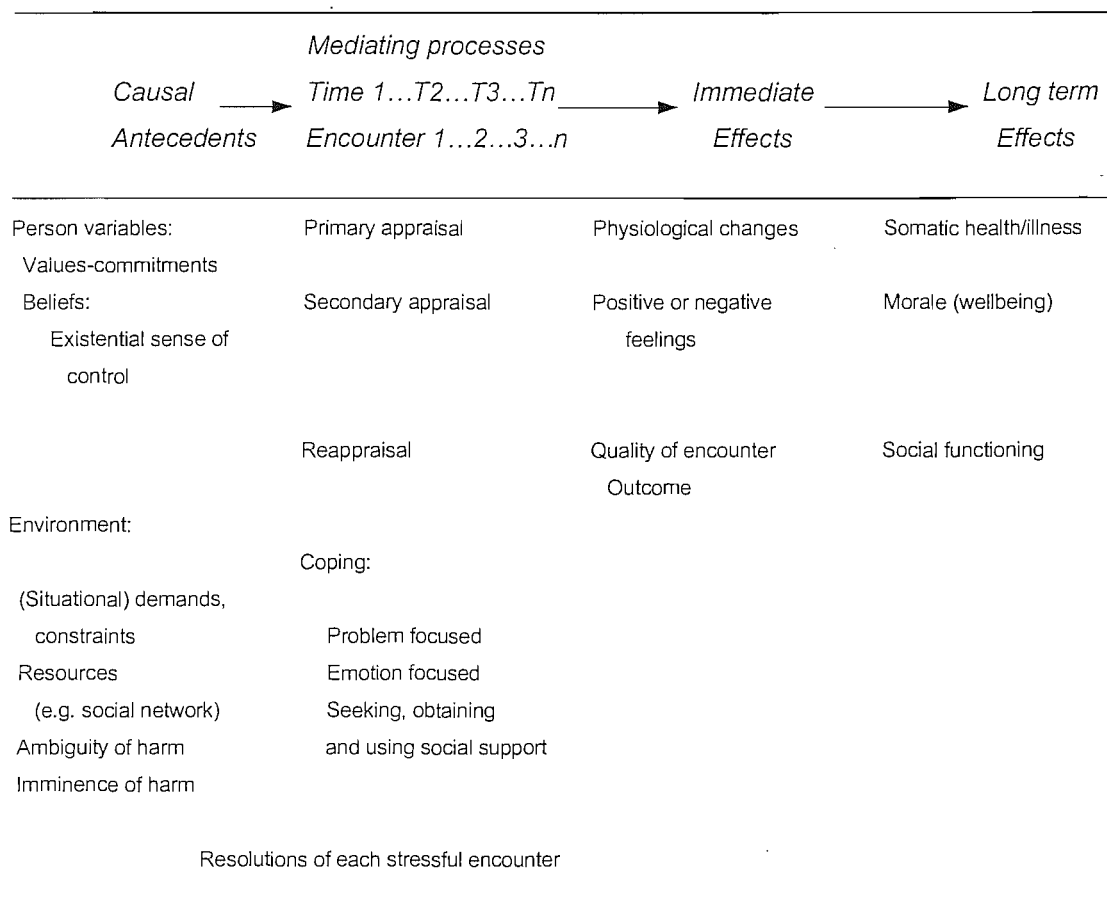 Mediating processes
Causal Time 1...T2...T3...Tn Immediate Long term
Antecedents Encounter 1...2...3...n Effects Effects
Person variables: Primary appraisal Physiological changes Somatic health/illness
Values-commitments
Beliefs: Secondary appraisal Positive or negative Morale (wellbeing)
Existential sense of feelings
control
Reappraisal Quality of encounter Social functioning
Outcome
Environment:
Coping:
(Situational) demands,
constraints Problem focused
Resources Emotion focused
(e.g. social network) Seeking, obtaining
Ambiguity of harm and using social support
Imminence of harm
Resolutions of each stressful encounter